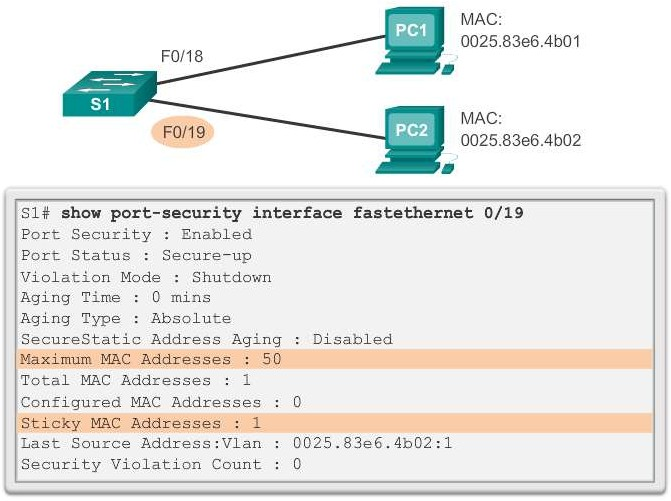 MAC:
PC1
0025.83e6.4b01
F0/18
S1
MAC:
F0/19
PC2
0025.83e6.4b02
S1# show port-security interface fastethernet 0/19
Port Security : Enabled
Port Status : Secure-up
Violation Mode : Shutdown
Aging Time : 0 mins
Aging Type : Absolute
SecureStatic Address Aging : Disabled
Maximum MAC Addresses : 50
Total MAC Addresses : 1
Configured MAC Addresses : 0
Sticky MAC Addresses : 1
Last Source Address:Vlan : 0025.83e6.4b02:1
Security Violation Count : 0